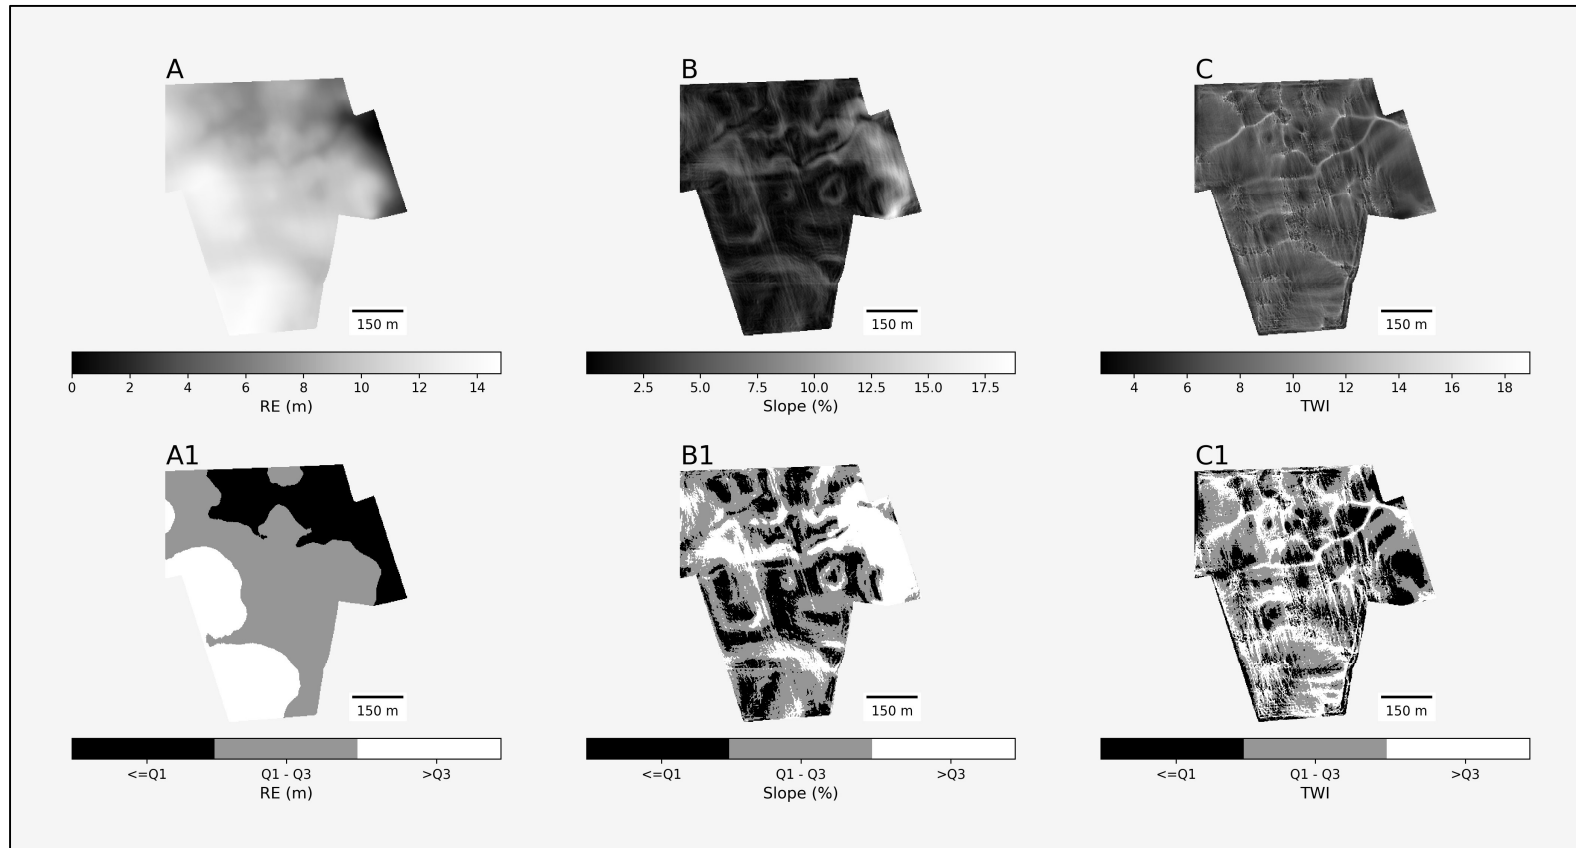 A
B
C
150 m
150 m
150 m
0 2 4 6 8 10 12 14
2.5 5.0 7.5 10.0 12.5 15.0 17.5
4 6 8 10 12 14 16 18
RE (m)
Slope (%)
TWI
A1
B1
C1
150 m
150 m
150 m
<=Q1 Q1 - Q3 >Q3
<=Q1 Q1 - Q3 >Q3
<=Q1 Q1 - Q3 >Q3
RE (m)
Slope (%)
TWI